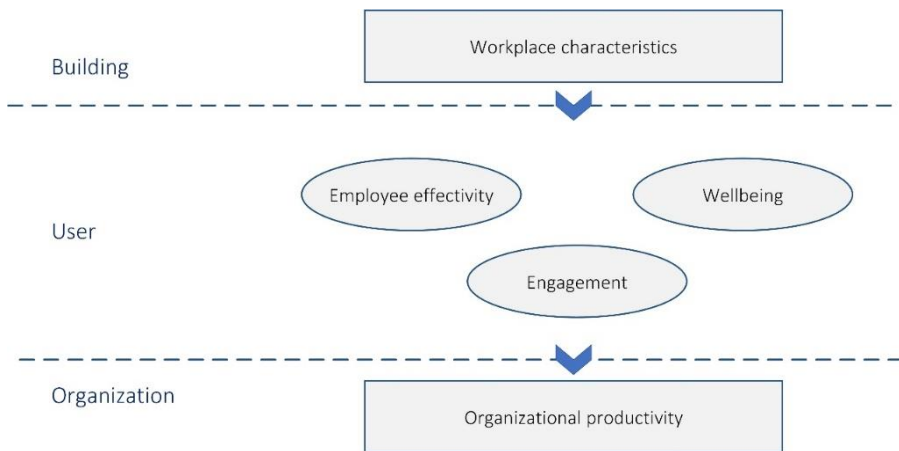 Workplace characteristics
Building
Employee effectivity
Wellbeing
User
Engagement
Organization
Organizational productivity